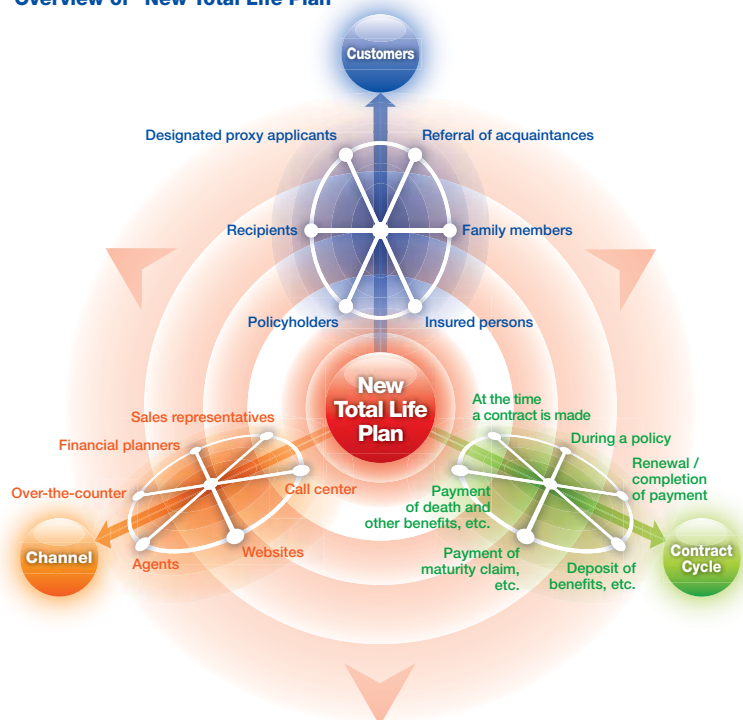 Overview of "New Total Life Plan"
Customers
Designated proxy applicants
Referral of acquaintances
Recipients
Family members
Policyholders
Insured persons
New
Total Life
Plan
Sales representatives
Financial planners
Over-the-counter
Call center
Channel
Agents
Websites
At the time
a contract is made
During a policy
Renewal /
completion
of payment
Payment
of death and
other benefits, etc.
Payment of
maturity claim,
etc.
Deposit of
benefits, etc.
Contract
Cycle